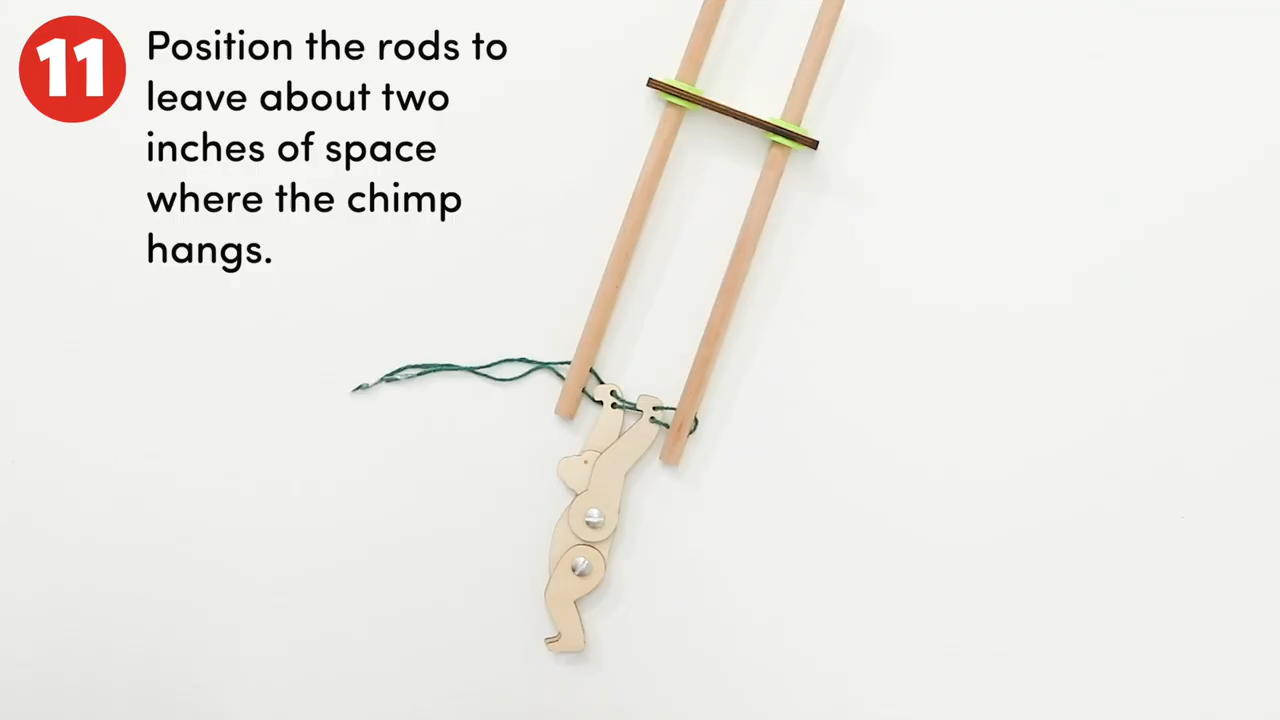 11
Position the rods to
leave about two
inches of space
where the chimp
hangs.